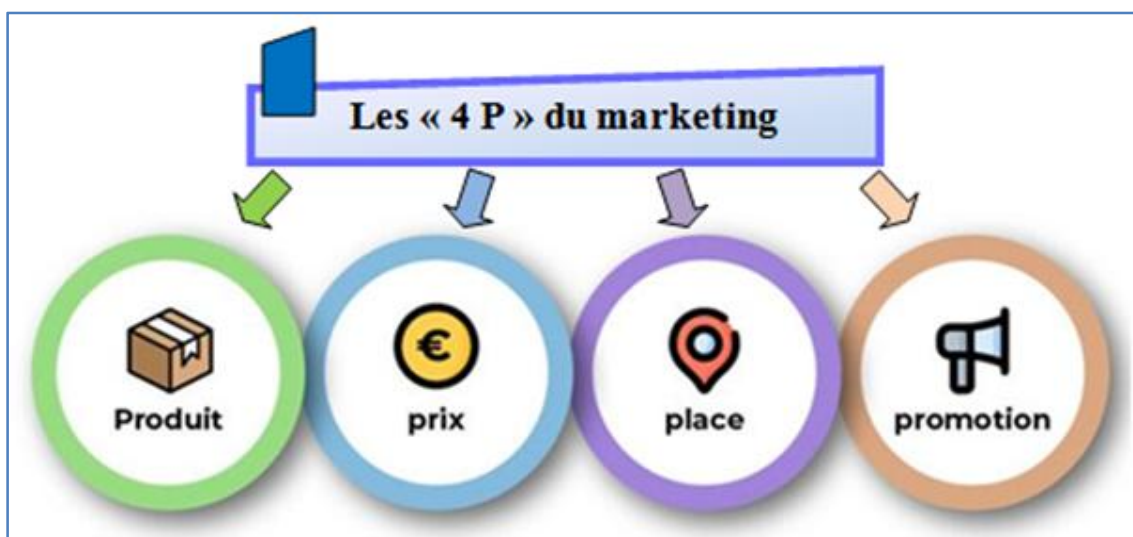 Les « 4 P » du marketing
€
Produit
prix
place
promotion